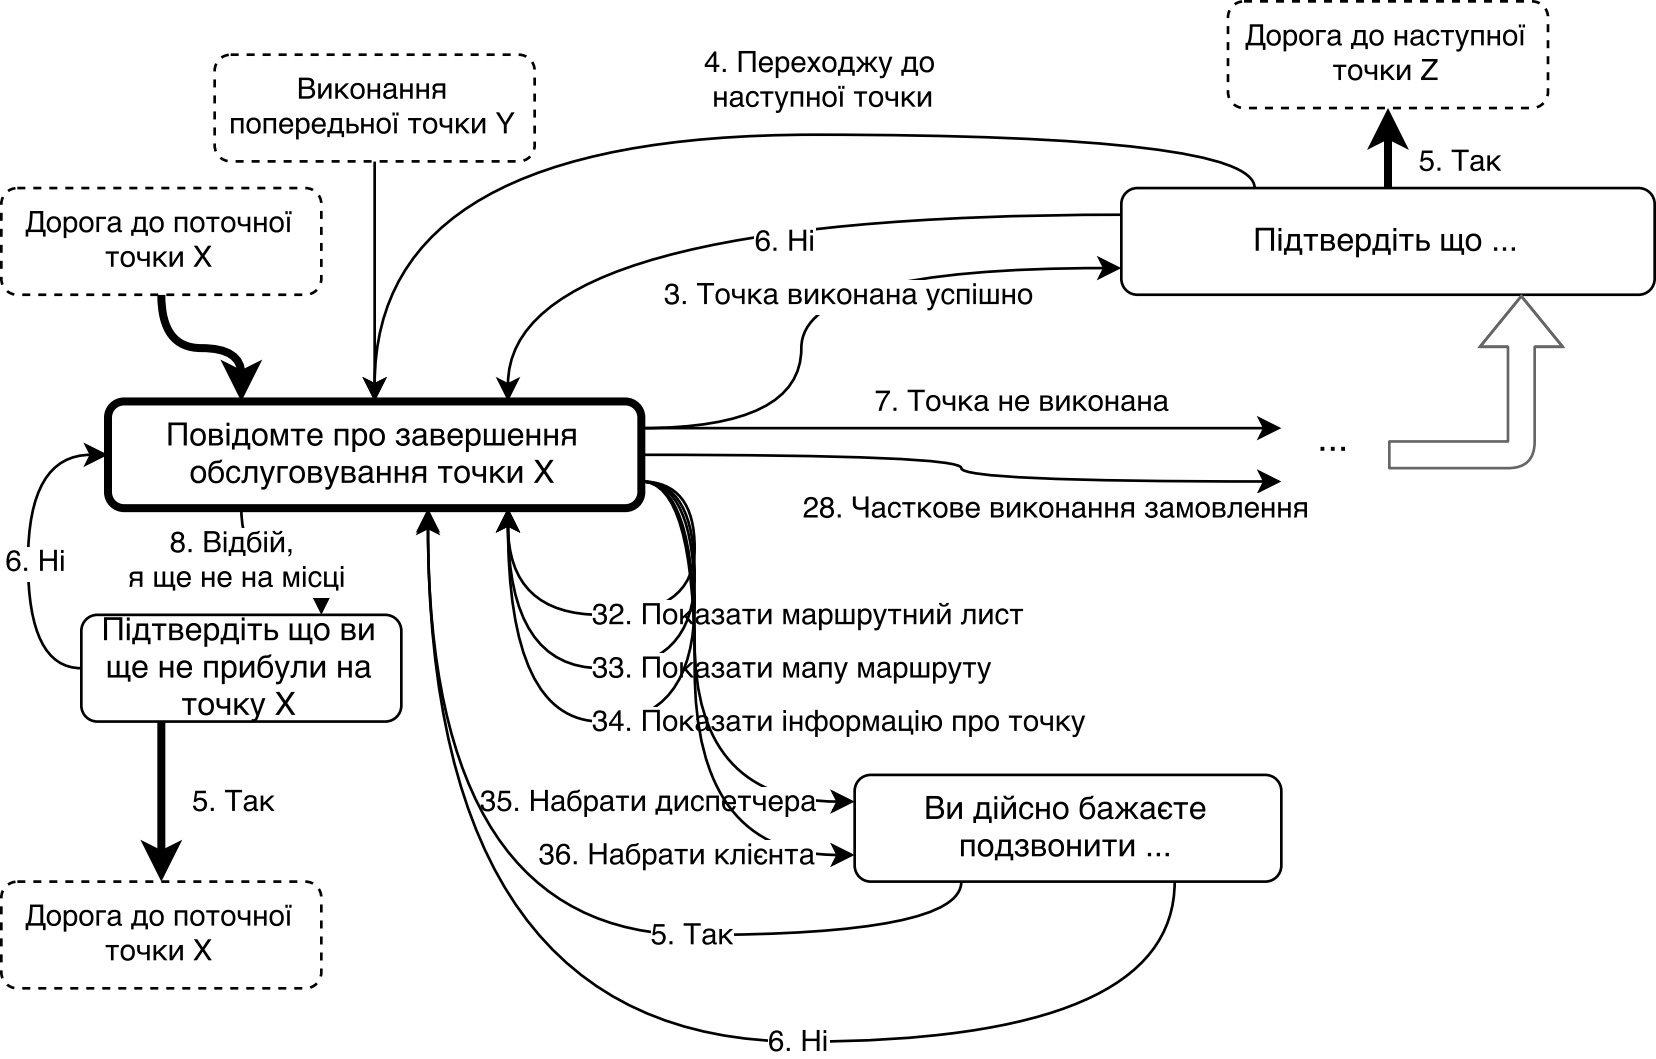 Дорога до наступної
точки Z
4. Переходжу до
наступної точки
Виконання
попередьної точки Y
5. Так
Дорога до поточної
точки X
Підтвердіть що ...
6. Ні
3. Точка виконана успішно
7. Точка не виконана
Повідомте про завершення
обслуговування точки X
...
28. Часткове виконання замовлення
6. Ні
8. Відбій,
я ще не на місці
32. Показати маршрутний лист
Підтвердіть що ви
ще не прибули на
точку X
33. Показати мапу маршруту
34. Показати інформацію про точку
5. Так
35. Набрати диспетчера
36. Набрати клієнта
Ви дійсно бажаєте
подзвонити ...
Дорога до поточної
точки X
5. Так
6. Ні